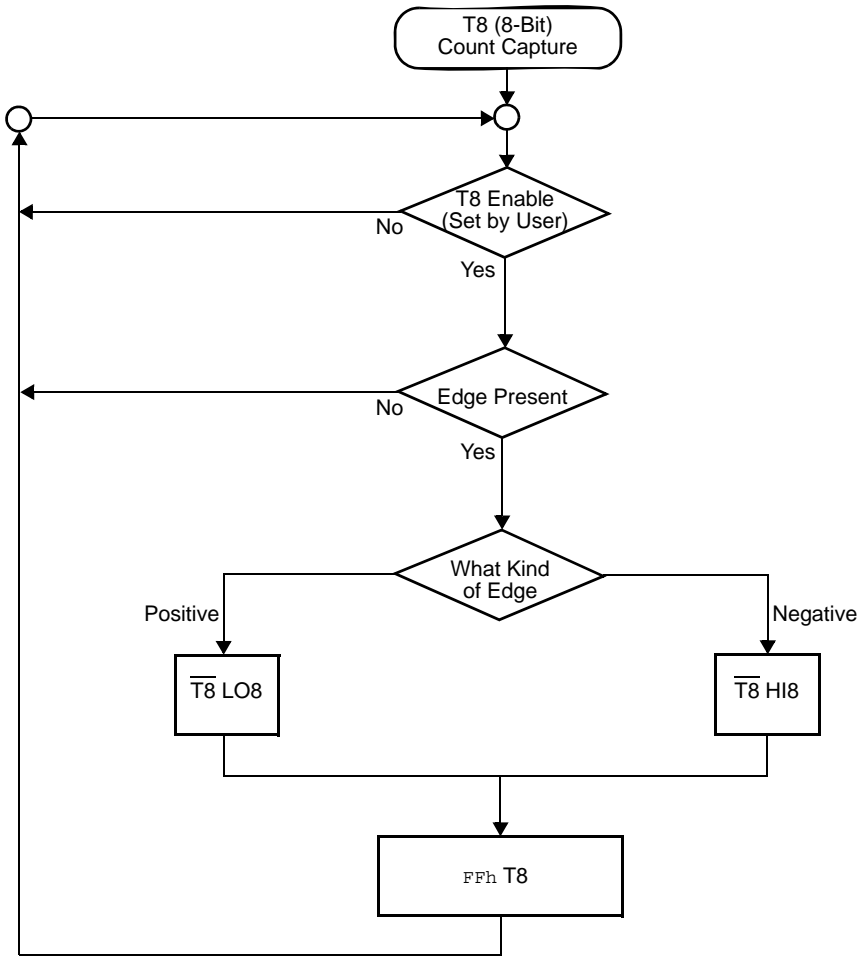 T8 (8-Bit)
Count Capture
T8 Enable
(Set by User)
No
Yes
Edge Present
No
Yes
What Kind
of Edge
Positive
Negative
T8 LO8
T8 HI8
FFh T8